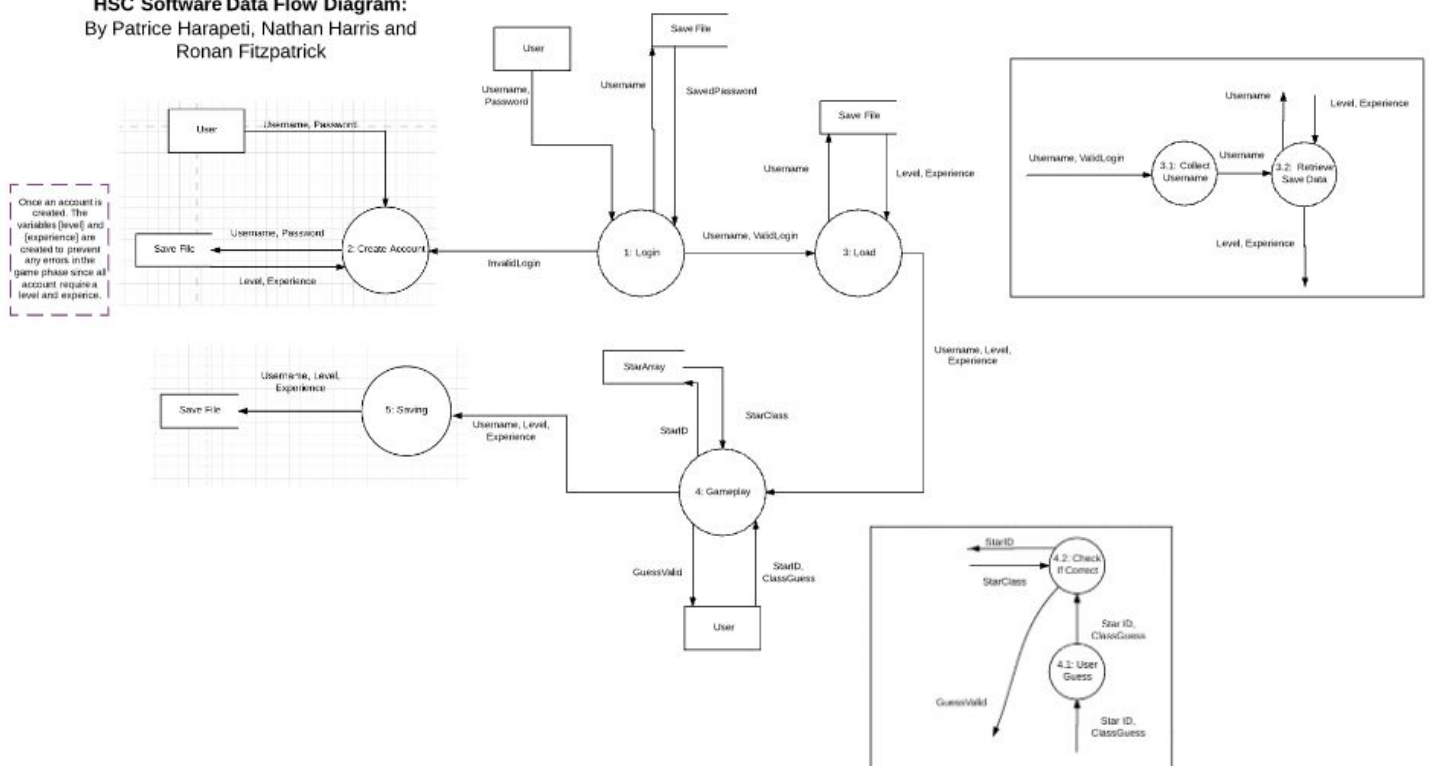 HSC Software Data Flow Diagram:
By Patrice Harapeti, Nathan Harris and
Ronan Fitzpatrick
User
Save File
Username,
Password
Username
SavedPassword
User
Username, Password
Save File
Username
Level, Experience
Username
Level, Experience
Username, ValidLogin
3.1: Collect
Username
Username
3.2: Retrieve
Save Data
Level, Experience
Once an account is
created. The
variables [level] and
[experience] are
created to prevent
any errors in the
game phase since all
account require a
level and experice.
Save File
Username, Password
Level, Experience
2: Create Account
InvalidLogin
1: Login
Username, ValidLogin
3: Load
Username, Level,
Experience
Save File
Username, Level,
Experience
5: Saving
Username, Level,
Experience
StarArray
StarClass
StarID
4: Gameplay
GuessValid
StarID,
ClassGuess
User
StarID
StarClass
4.2: Check
If Correct
Star ID,
ClassGuess
4.1: User
Guess
GuessValid
Star ID,
ClassGuess